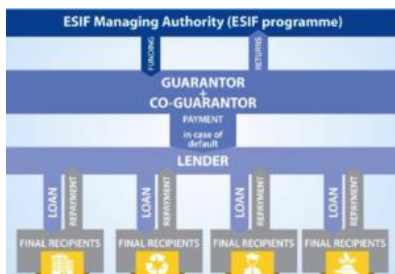 ESIF Managing Authority (ESIF programme)
FUNDING
RETURNS
GUARANTOR
+
CO-GUARANTOR
PAYMENT
in case of
default
LENDER
LOAN
REPAYMENT
LOAN
REPAYMENT
LOAN
REPAYMENT
LOAN
REPAYMENT
FINAL RECIPIENTS
FINAL RECIPIENTS
FINAL RECIPIENTS
FINAL RECIPIENTS